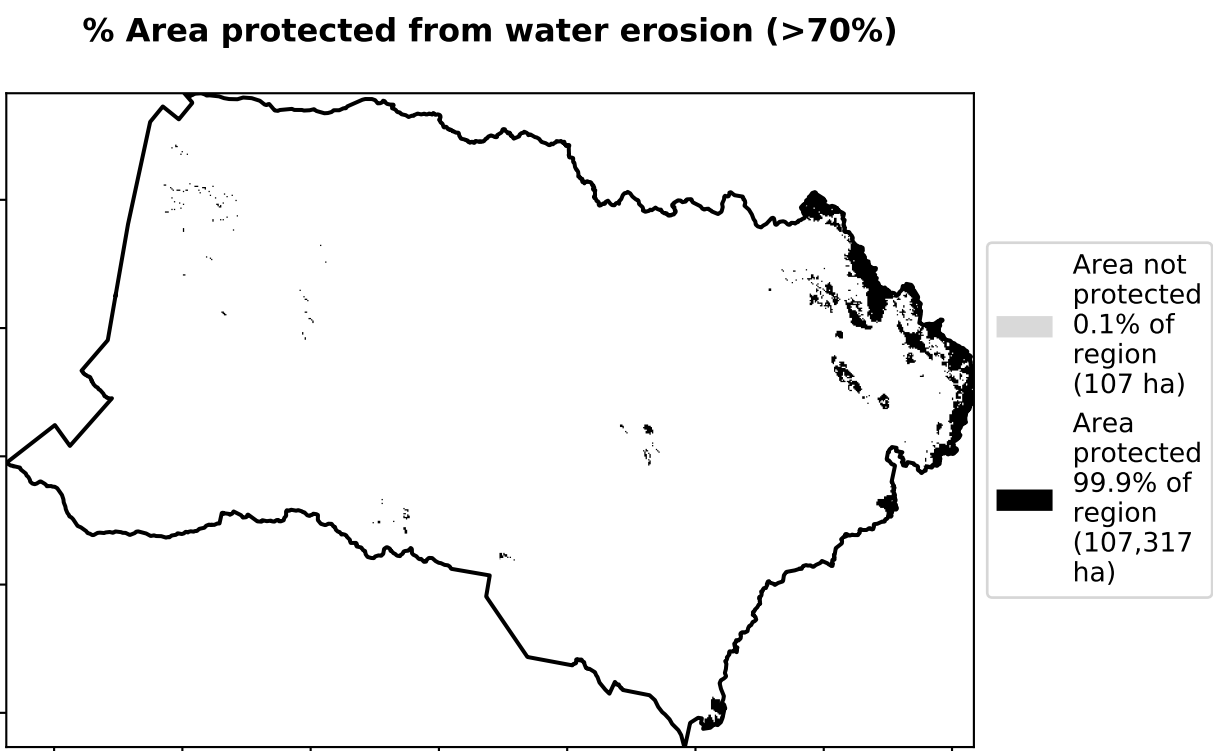 % Area protected from water erosion (>70%)
Area not
protected
0.1% of
region
(107 ha)
Area
protected
99.9% of
region
(107,317
ha)